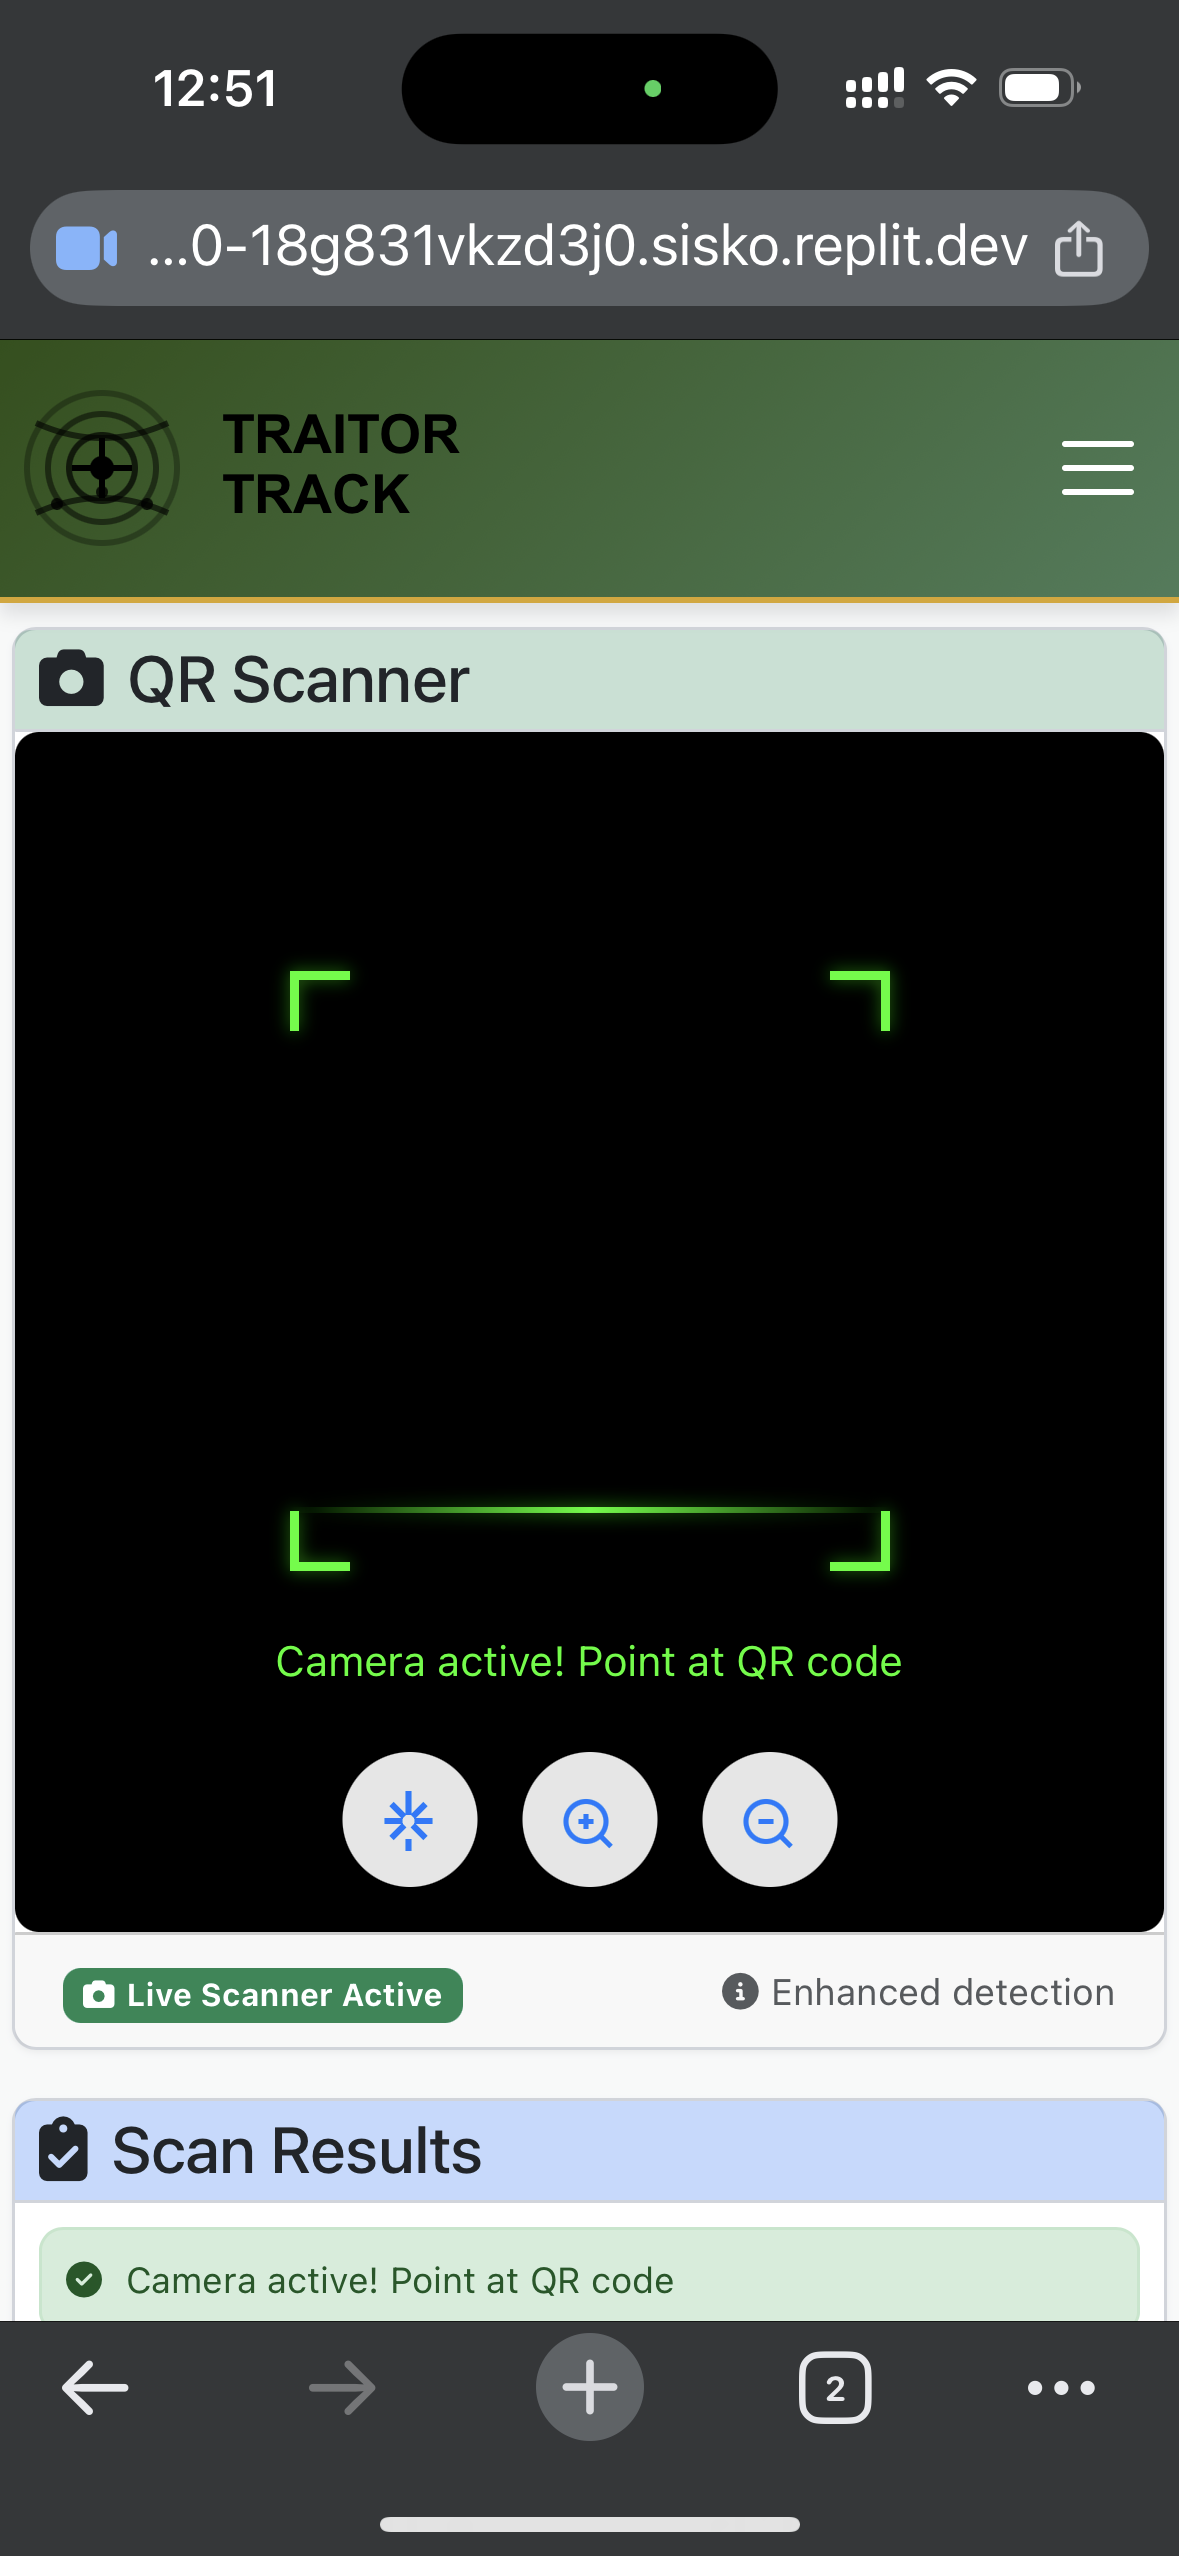 12:51
...0-18g831vkzd3j0.sisko.replit.dev
TRAITOR
TRACK
QR Scanner
Camera active! Point at QR code
Live Scanner Active
Enhanced detection
Scan Results
Camera active! Point at QR code
2